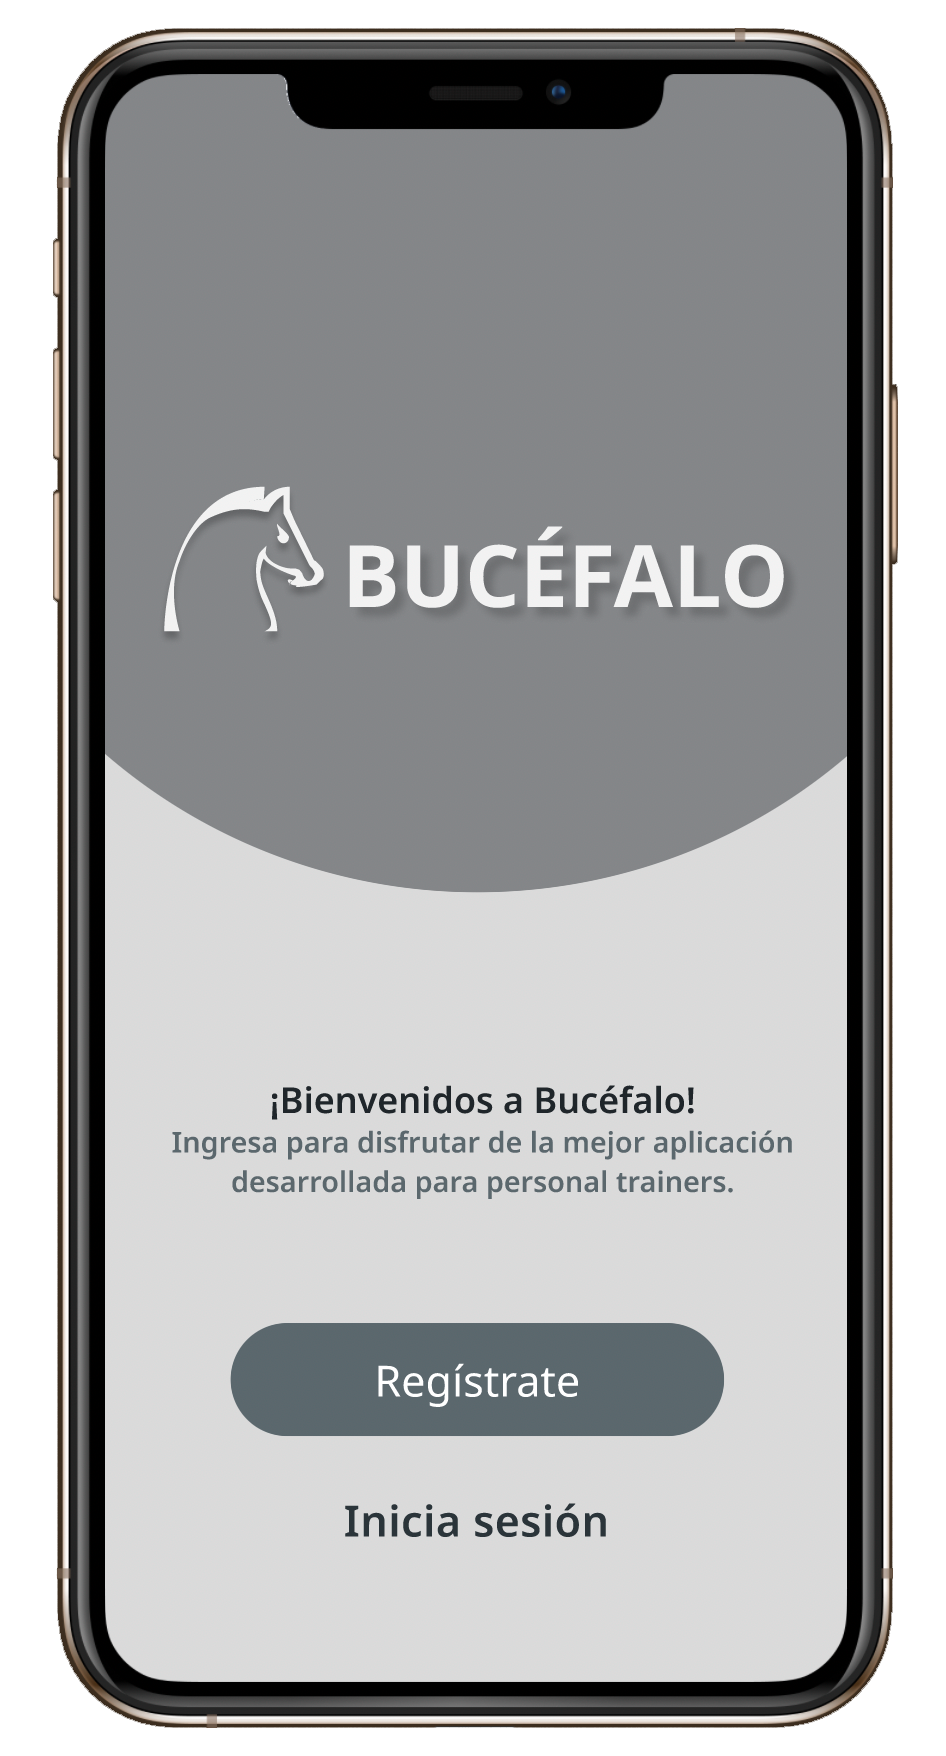 BUCÉFALO
¡Bienvenidos a Bucéfalo!
Ingresa para disfrutar de la mejor aplicación
desarrollada para personal trainers.
Regístrate
Inicia sesión